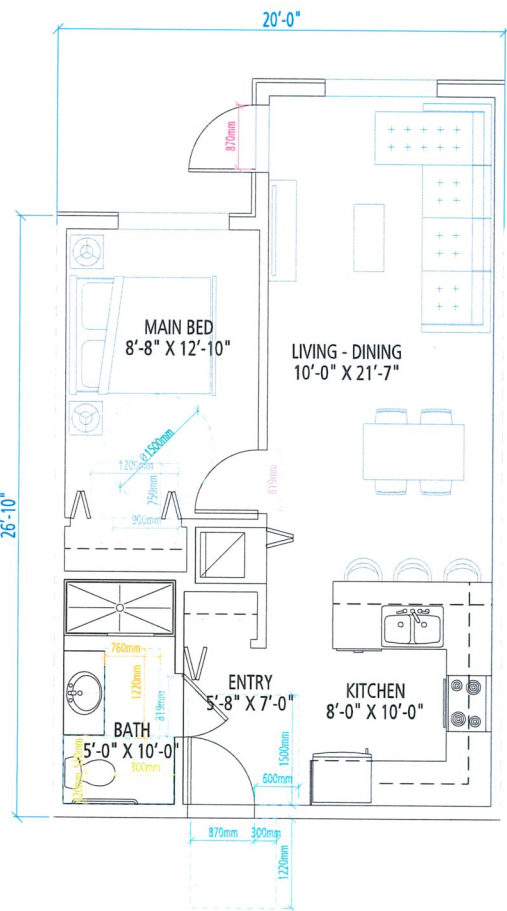 20'-0"
870mm
MAIN BED
8'-8" X 12'-10"
LIVING - DINING
10'-0" X 21'-7"
Ø1500mm
1200mm
750mm
900mm
819mm
26'-10"
760mm
1220mm
819mm
ENTRY
5'-8" X 7'-0"
KITCHEN
8'-0" X 10'-0"
BATH
5'-0" X 10'-0"
800mm
1500mm
600mm
870mm
300mm
1220mm